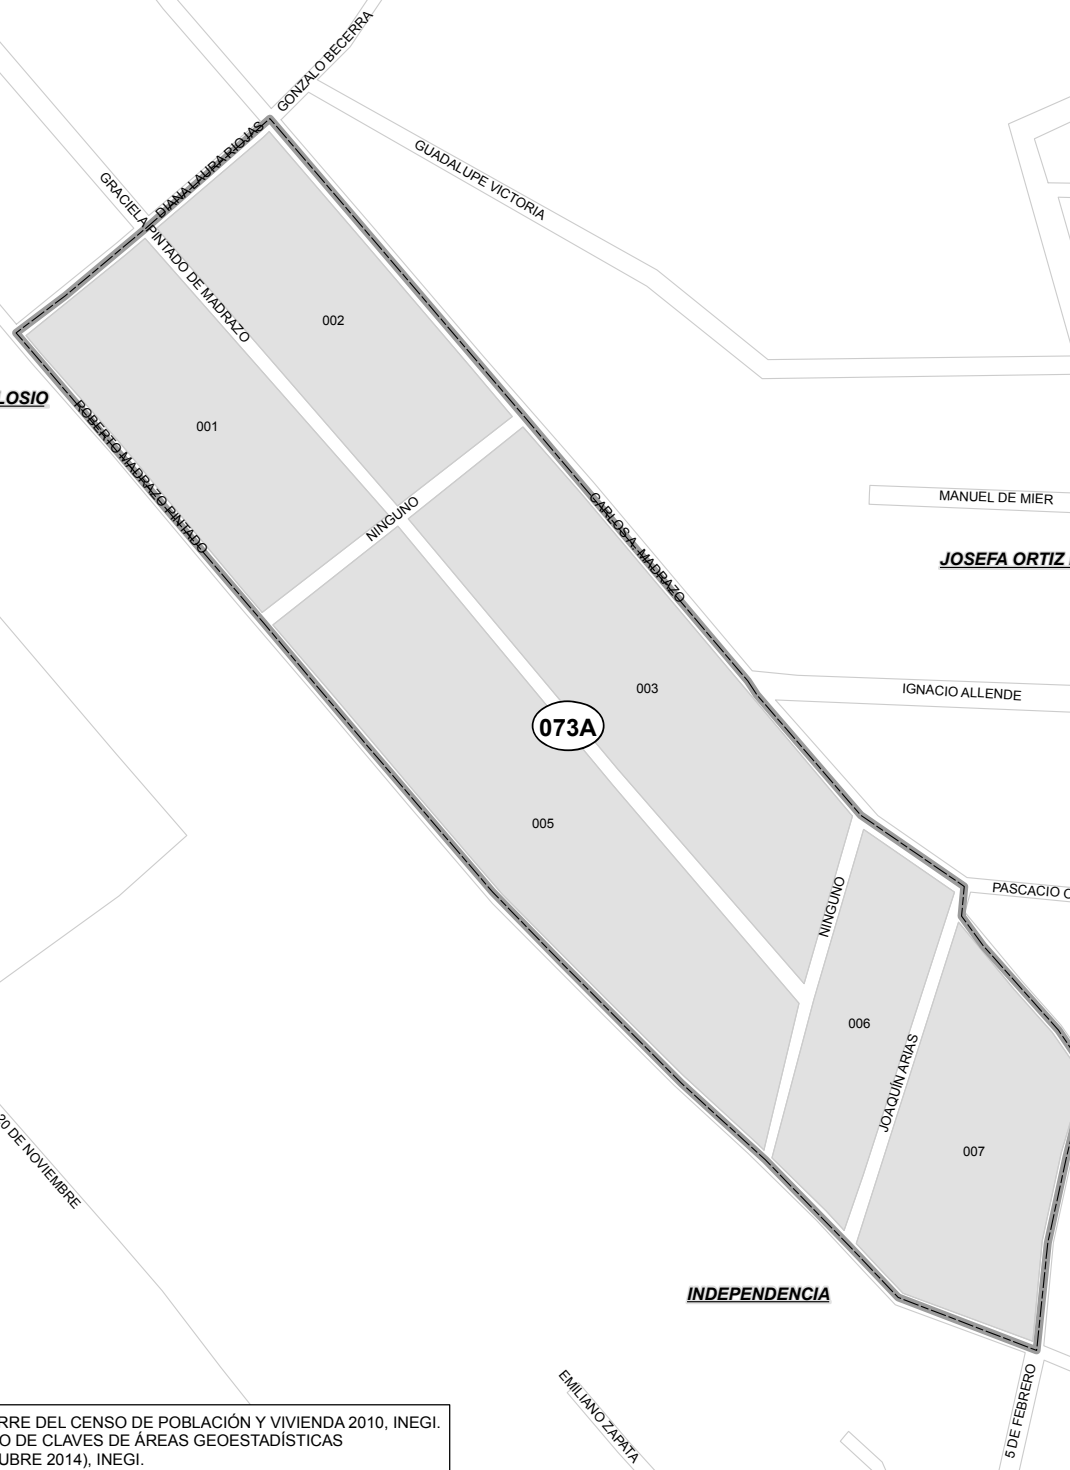 GONZALO BECERRA
DIANA LAURA RIOJAS
GUADALUPE VICTORIA
GRACIELA PINTADO DE MADRAZO
002
LOSIO
ROBERTO MADRAZO PINTADO
001
NINGUNO
CARLOS A. MADRAZO
MANUEL DE MIER
JOSEFA ORTIZ
003
IGNACIO ALLENDE
073A
005
NINGUNO
PASCACIO
006
JOAQUÍN ARIAS
007
20 DE NOVIEMBRE
INDEPENDENCIA
EMILIANO ZAPATA
5 DE FEBRERO
RRE DEL CENSO DE POBLACIÓN Y VIVIENDA 2010, INEGI.
O DE CLAVES DE ÁREAS GEOESTADÍSTICAS
UBRE 2014), INEGI.